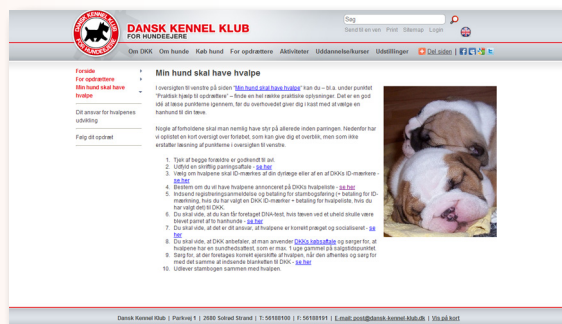 DANSK KENNEL KLUB
FOR HUNDEEJERE
Søg
Send til en ven Print Sitemap Login
Om DKK Om hunde Køb hund For opdrættere Aktiviteter Uddannelse/kurser Udstillinger Del siden
Forside
For opdrættere
Min hund skal have hvalpe
Dit ansvar for hvalpenes udvikling
Følg dit opdræt
Min hund skal have hvalpe
I oversigten til venstre på siden "Min hund skal have hvalpe" kan du – bl.a. under punktet
"Praktisk hjælp til opdrættere" – finde en hel række praktiske oplysninger. Det er en god
idé at læse punkterne igennem, før du overhovedet giver dig i kast med at vælge en
hanhund til din tæve.
Nogle af forholdene skal man nemlig have styr på allerede inden parringen. Nedenfor har
vi opstillet en kort oversigt over forløbet, som kan give dig et overblik, men som ikke
erstatter læsning af punkterne i oversigten til venstre.
1. Tjek af begge forældre er godkendt til avl.
2. Udfyld en skriftlig parringsaftale - se her
3. Vælg om hvalpene skal ID-mærkes af din dyrlæge eller af en af DKKs ID-mærkere -
se her
4. Bestem om du vil have hvalpene annonceret på DKKs hvalpeliste - se her
5. Indsend registreringsanmeldelse og betaling for stambogsføring (+ betaling for ID-
mærkning, hvis du har valgt en DKK ID-mærker + betaling for hvalpeliste, hvis du
har valgt det) til DKK.
6. Du skal vide, at du kan få foretaget DNA-test, hvis tæven ved et uheld skulle være
blevet parret af to hanhunde - se her
7. Du skal vide, at det er dit ansvar, at hvalpene er korrekt præget og socialiseret - se
her
8. Du skal vide, at DKK anbefaler, at man anvender DKKs købsaftale og sørger for, at
hvalpene har en sundhedsattest, som er max. 1 uge gammel på salgstidspunktet.
9. Sørg for, at der foretages korrekt ejerskifte af hvalpen, når den afhentes og sørg for
med det samme at indsende blanketten til DKK - se her
10. Udlever stambogen sammen med hvalpen.
Dansk Kennel Klub | Parkvej 1 | 2680 Solrød Strand | T: 56188100 | F: 56188191 | E-mail: post@dansk-kennel-klub.dk | Vis på kort